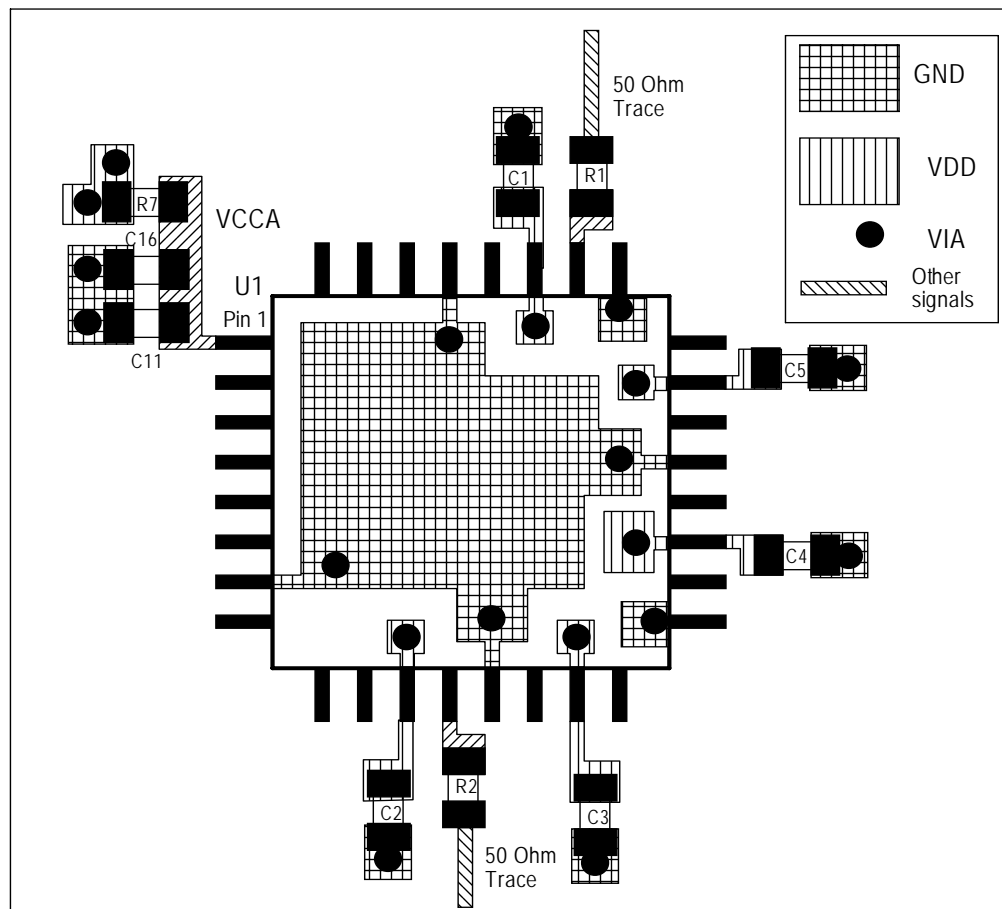 50 Ohm
Trace
GND
C1
R1
VDD
R7
VCCA
C16
VIA
U1
Other
signals
Pin 1
C11
C5
C4
R2
C2
C3
50 Ohm
Trace